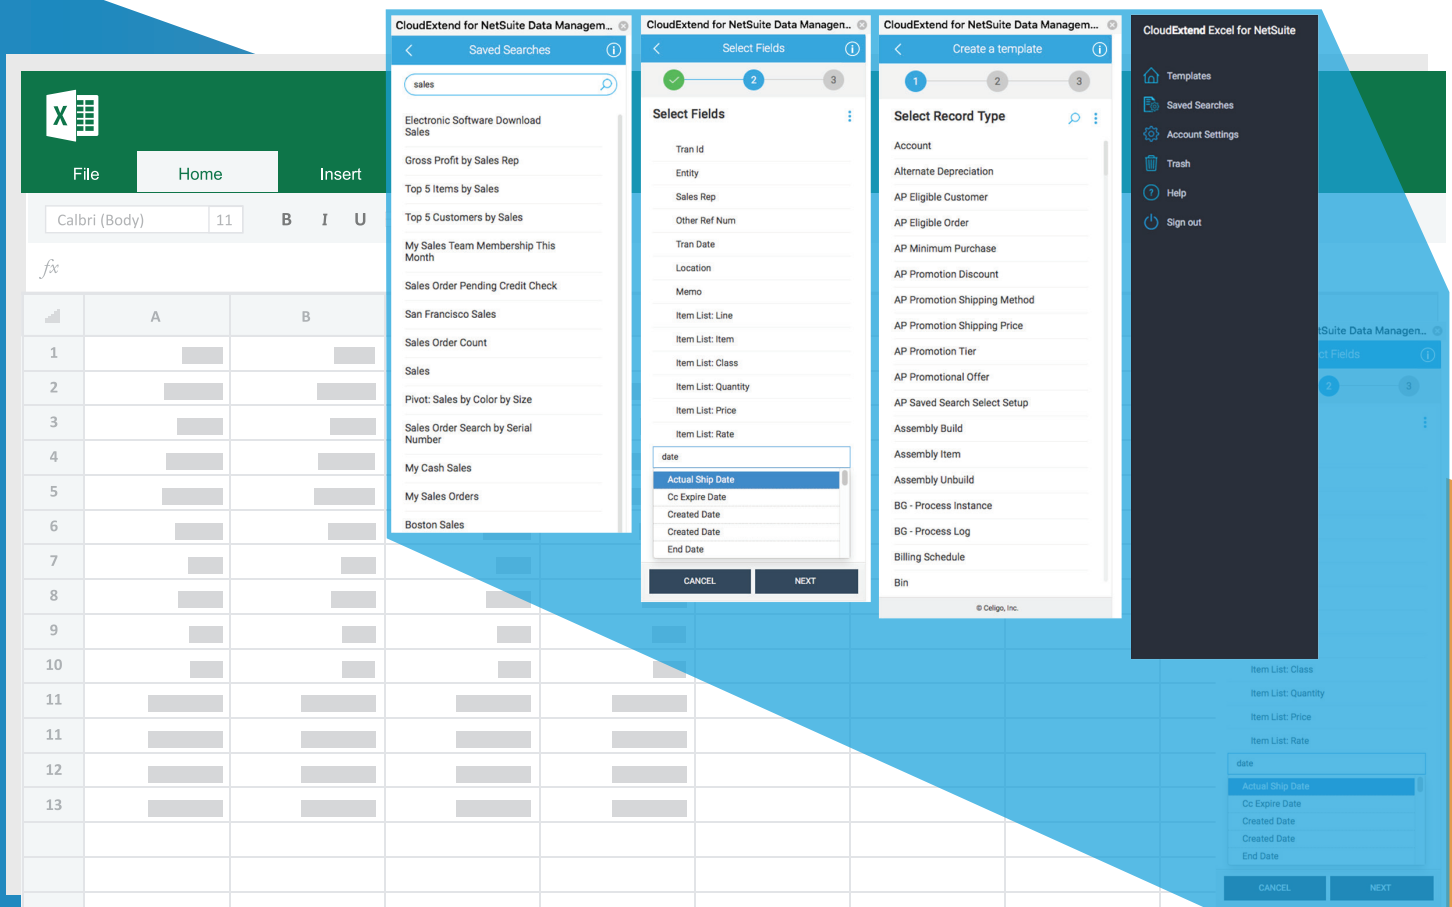 X
File
Home
Insert
Calbri (Body)
11
B I U
fx
A
B
1
2
3
4
5
6
7
8
9
10
11
11
12
13
CloudExtend for NetSuite Data Managem...
Saved Searches
sales
Electronic Software Download
Sales
Gross Profit by Sales Rep
Top 5 Items by Sales
Top 5 Customers by Sales
My Sales Team Membership This
Month
Sales Order Pending Credit Check
San Francisco Sales
Sales Order Count
Sales
Pivot: Sales by Color by Size
Sales Order Search by Serial
Number
My Cash Sales
My Sales Orders
Boston Sales
CloudExtend for NetSuite Data Managen...
Select Fields
2
3
Select Fields
Tran Id
Entity
Sales Rep
Other Ref Num
Tran Date
Location
Memo
Item List: Line
Item List: Item
Item List: Class
Item List: Quantity
Item List: Price
Item List: Rate
date
Actual Ship Date
Cc Expire Date
Created Date
Created Date
End Date
CANCEL
NEXT
CloudExtend for NetSuite Data Managem...
Create a template
1
2
3
Select Record Type
Account
Alternate Depreciation
AP Eligible Customer
AP Eligible Order
AP Minimum Purchase
AP Promotion Discount
AP Promotion Shipping Method
AP Promotion Shipping Price
AP Promotion Tier
AP Promotional Offer
AP Saved Search Select Setup
Assembly Build
Assembly Item
Assembly Unbuild
BG - Process Instance
BG - Process Log
Billing Schedule
Bin
© Celigo, Inc.
CloudExtend Excel for NetSuite
Templates
Saved Searches
Account Settings
Trash
Help
Sign out
tSuite Data Managen...
ct Fields
2
3
Item List: Class
Item List: Quantity
Item List: Price
Item List: Rate
date
Actual Ship Date
Cc Expire Date
Created Date
Created Date
End Date
CANCEL
NEXT